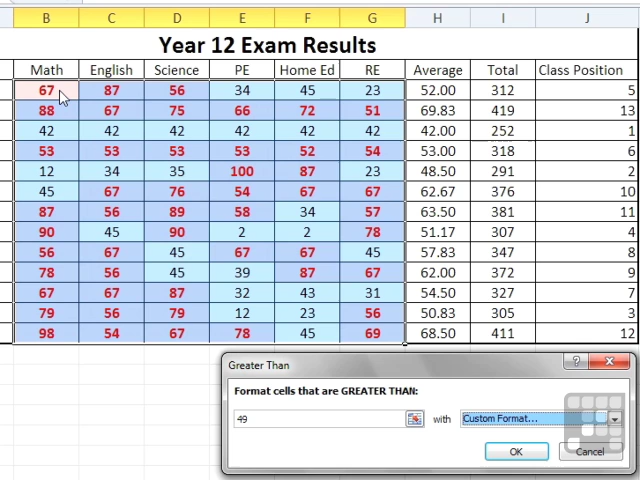 B C D E F G H I J
Year 12 Exam Results
Math English Science PE Home Ed RE Average Total Class Position
67 87 56 34 45 23 52.00 312 5
88 67 75 66 72 51 69.83 419 13
42 42 42 42 42 42 42.00 252 1
53 53 53 53 52 54 53.00 318 6
12 34 35 100 87 23 48.50 291 2
45 67 76 54 67 67 62.67 376 10
87 56 89 58 34 57 63.50 381 11
90 45 90 2 2 78 51.17 307 4
56 67 45 67 67 45 57.83 347 8
78 56 45 39 87 67 62.00 372 9
67 67 87 32 43 31 54.50 327 7
79 56 79 12 23 56 50.83 305 3
98 54 67 78 45 69 68.50 411 12
Greater Than
Format cells that are GREATER THAN:
49 with Custom Format...
OK Cancel